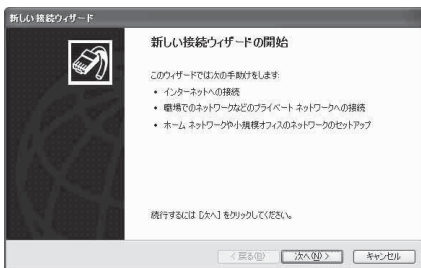 新しい接続ウィザード
新しい接続ウィザードの開始
このウィザードでは次の手助けをします:
• インターネットへの接続
• 職場でのネットワークなどのプライベート ネットワークへの接続
• ホーム ネットワークや小規模オフィスのネットワークのセットアップ
続行するには [次へ] をクリックしてください。
< 戻る(B)
次へ(N) >
キャンセル